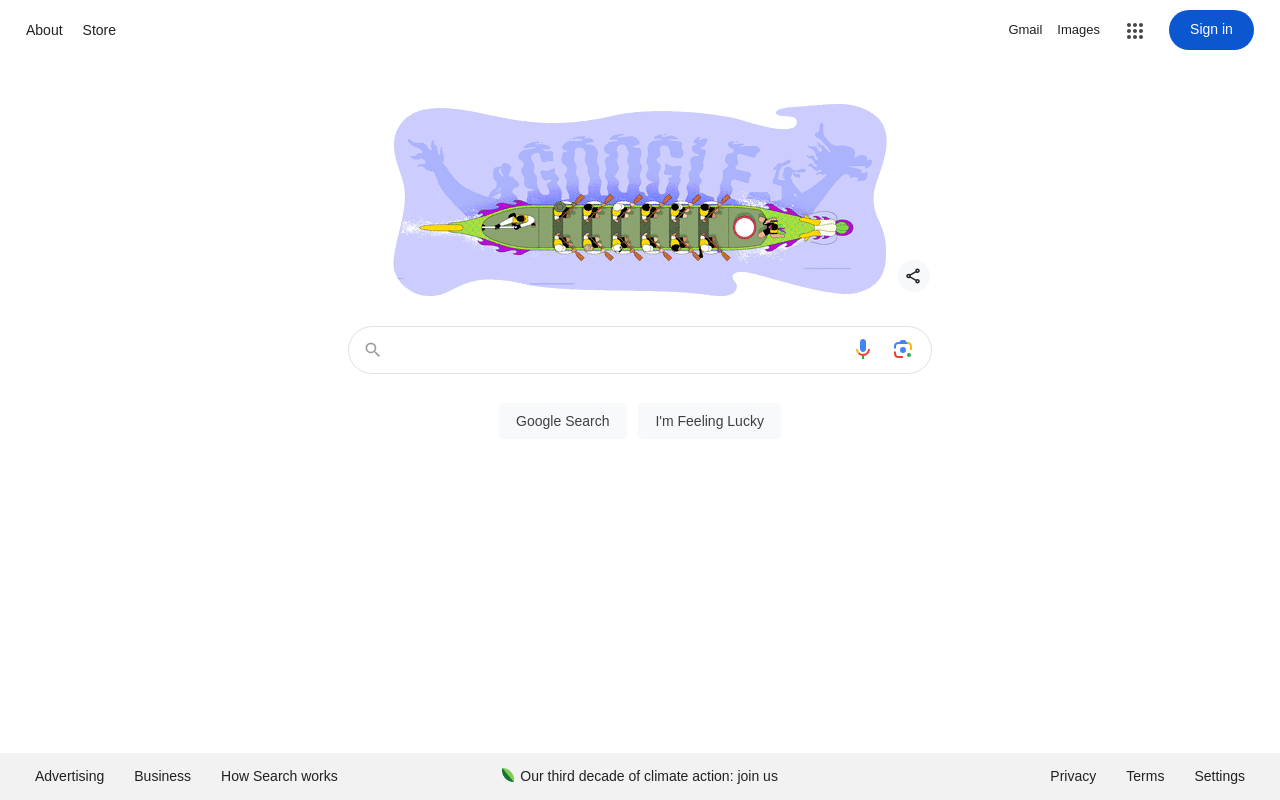 About Store Gmail Images Sign in
GOOGLE
Google Search I'm Feeling Lucky
Advertising Business How Search works Our third decade of climate action: join us Privacy Terms Settings